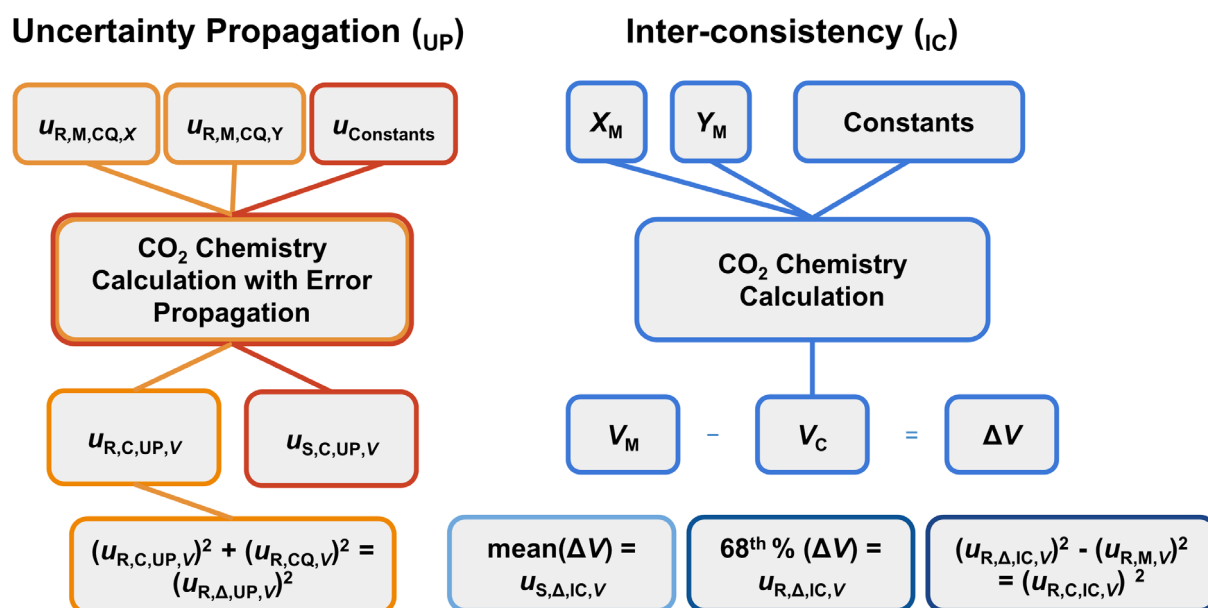 Uncertainty Propagation (UP)
Inter-consistency (IC)
uR,M,CQ,X
uR,M,CQ,Y
uConstants
XM
YM
Constants
CO2 Chemistry
Calculation with Error
Propagation
CO2 Chemistry
Calculation
uR,C,UP,V
uS,C,UP,V
VM
–
VC
=
ΔV
(uR,C,UP,V)2 + (uR,CQ,V)2 =
(uR,Δ,UP,V)2
mean(ΔV) =
uS,Δ,IC,V
68th % (ΔV) =
uR,Δ,IC,V
(uR,Δ,IC,V)2 - (uR,M,V)2
= (uR,C,IC,V) 2